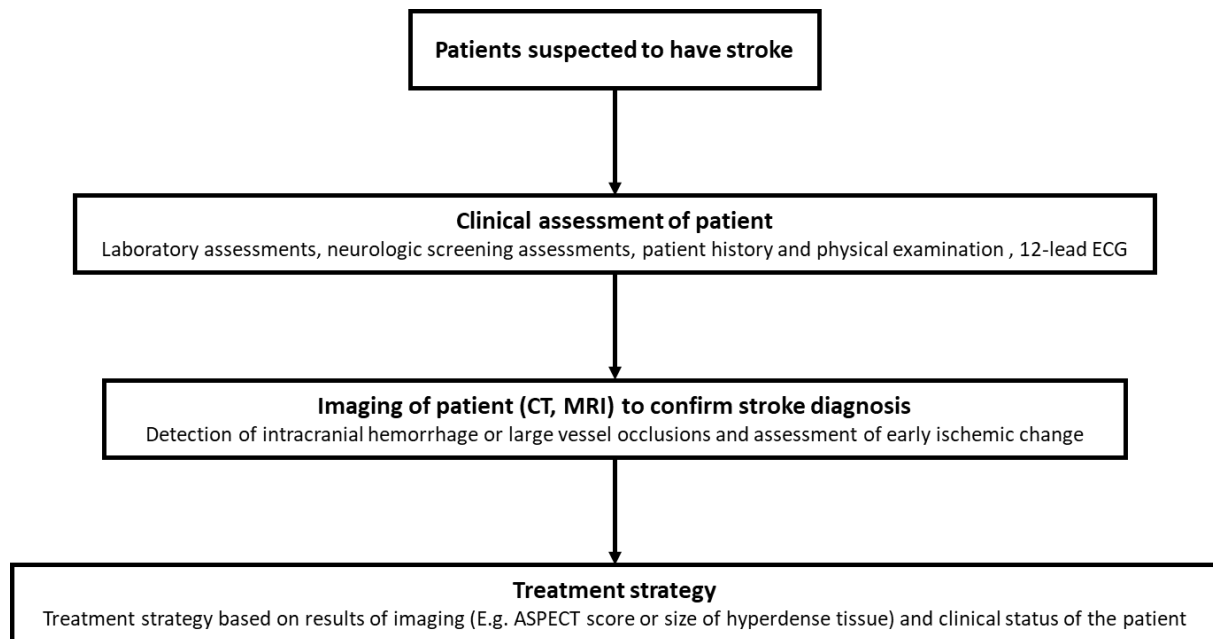 Patients suspected to have stroke
Clinical assessment of patient
Laboratory assessments, neurologic screening assessments, patient history and physical examination , 12-lead ECG
Imaging of patient (CT, MRI) to confirm stroke diagnosis
Detection of intracranial hemorrhage or large vessel occlusions and assessment of early ischemic change
Treatment strategy
Treatment strategy based on results of imaging (E.g. ASPECT score or size of hyperdense tissue) and clinical status of the patient